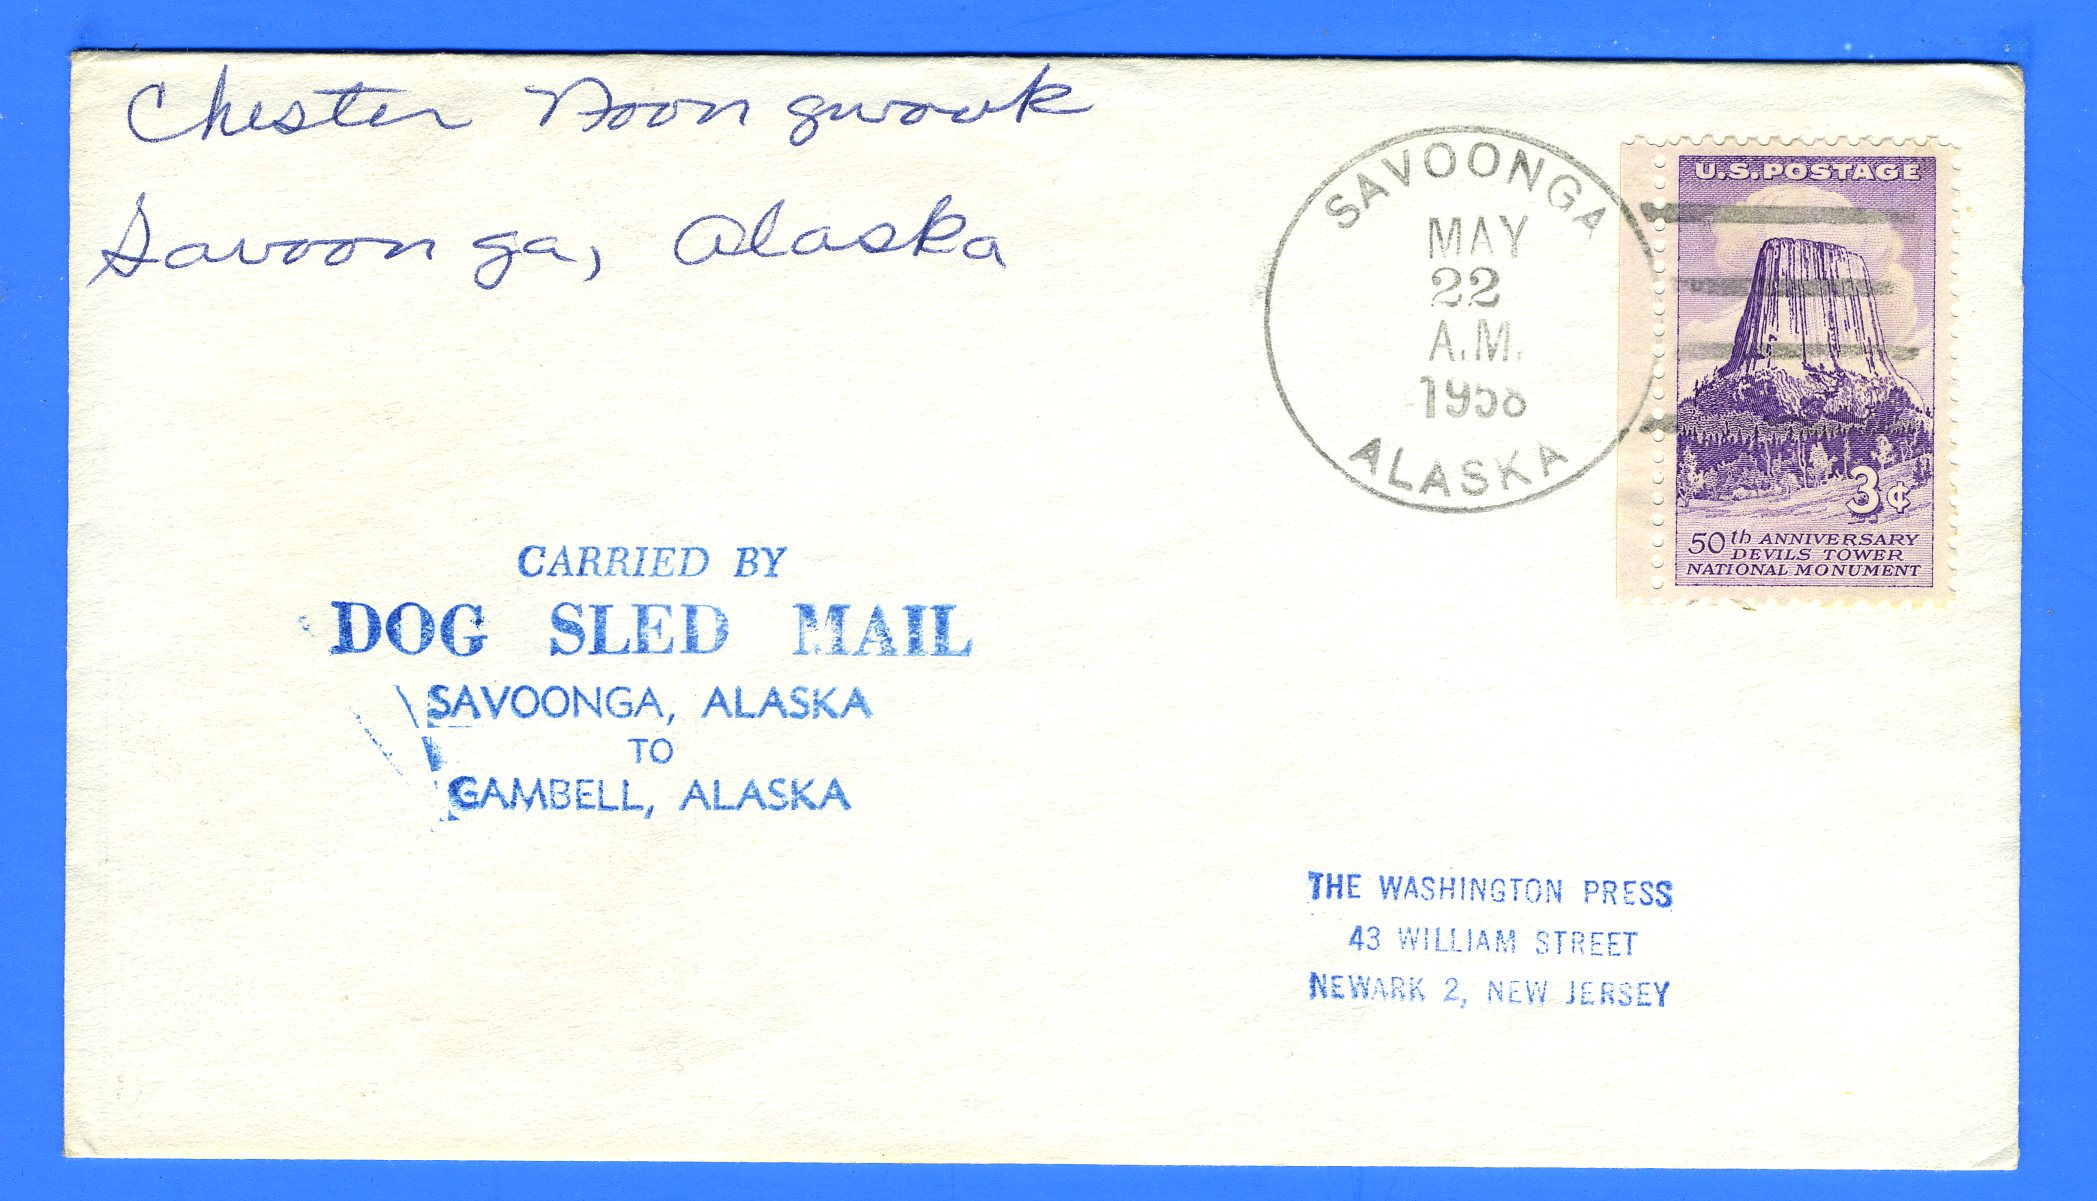 Chester Noongwook
Savoonga, Alaska
SAVOONGA
MAY
22
A.M.
1958
ALASKA
U.S. POSTAGE
3¢
50th ANNIVERSARY
DEVILS TOWER
NATIONAL MONUMENT
CARRIED BY
DOG SLED MAIL
SAVOONGA, ALASKA
TO
GAMBELL, ALASKA
THE WASHINGTON PRESS
43 WILLIAM STREET
NEWARK 2, NEW JERSEY